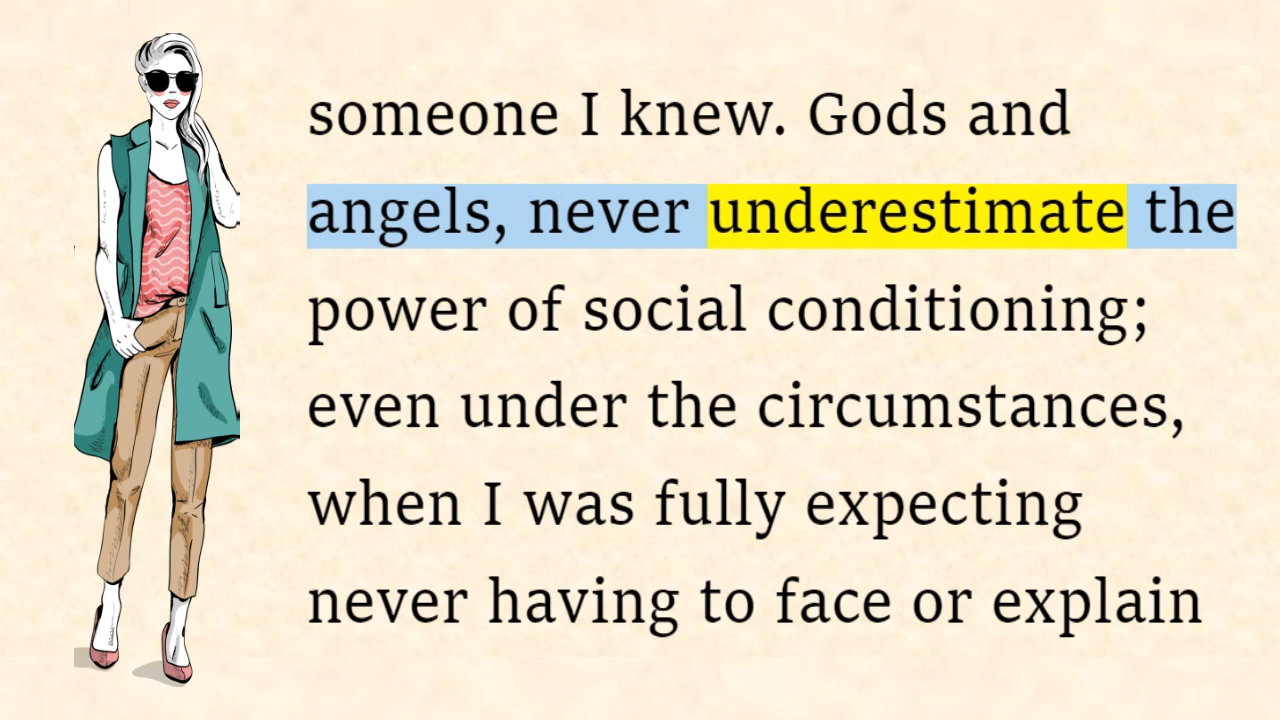 someone I knew. Gods and
angels, never underestimate the
power of social conditioning;
even under the circumstances,
when I was fully expecting
never having to face or explain